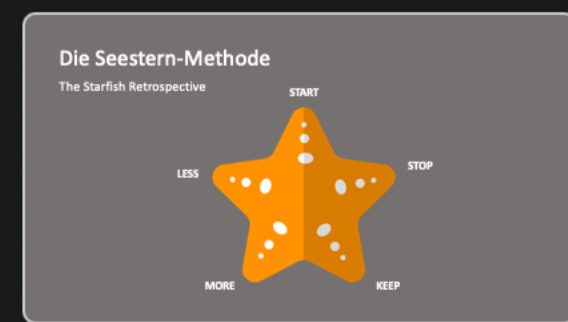 Die Seestern-Methode
The Starfish Retrospective
START
STOP
LESS
MORE
KEEP